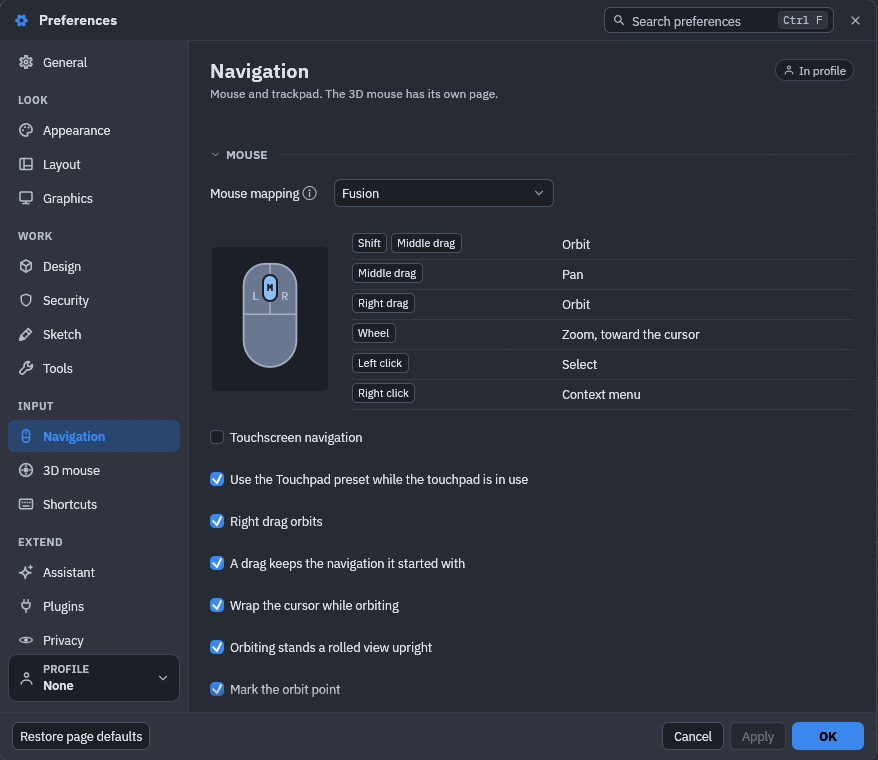 Preferences
Search preferences
Ctrl F
General
LOOK
Appearance
Layout
Graphics
WORK
Design
Security
Sketch
Tools
INPUT
Navigation
3D mouse
Shortcuts
EXTEND
Assistant
Plugins
Privacy
PROFILE
None
Navigation
In profile
Mouse and trackpad. The 3D mouse has its own page.
MOUSE
Mouse mapping
Fusion
L M R
Shift Middle drag Orbit
Middle drag Pan
Right drag Orbit
Wheel Zoom, toward the cursor
Left click Select
Right click Context menu
Touchscreen navigation
Use the Touchpad preset while the touchpad is in use
Right drag orbits
A drag keeps the navigation it started with
Wrap the cursor while orbiting
Orbiting stands a rolled view upright
Mark the orbit point
Restore page defaults
Cancel
Apply
OK